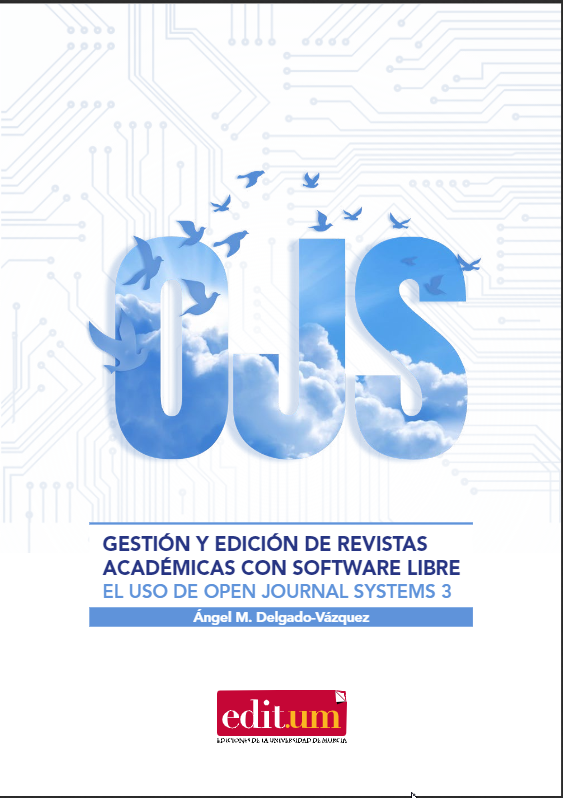 OJS
GESTIÓN Y EDICIÓN DE REVISTAS
ACADÉMICAS CON SOFTWARE LIBRE
EL USO DE OPEN JOURNAL SYSTEMS 3
Ángel M. Delgado-Vázquez
edit.um
EDICIONES DE LA UNIVERSIDAD DE MURCIA